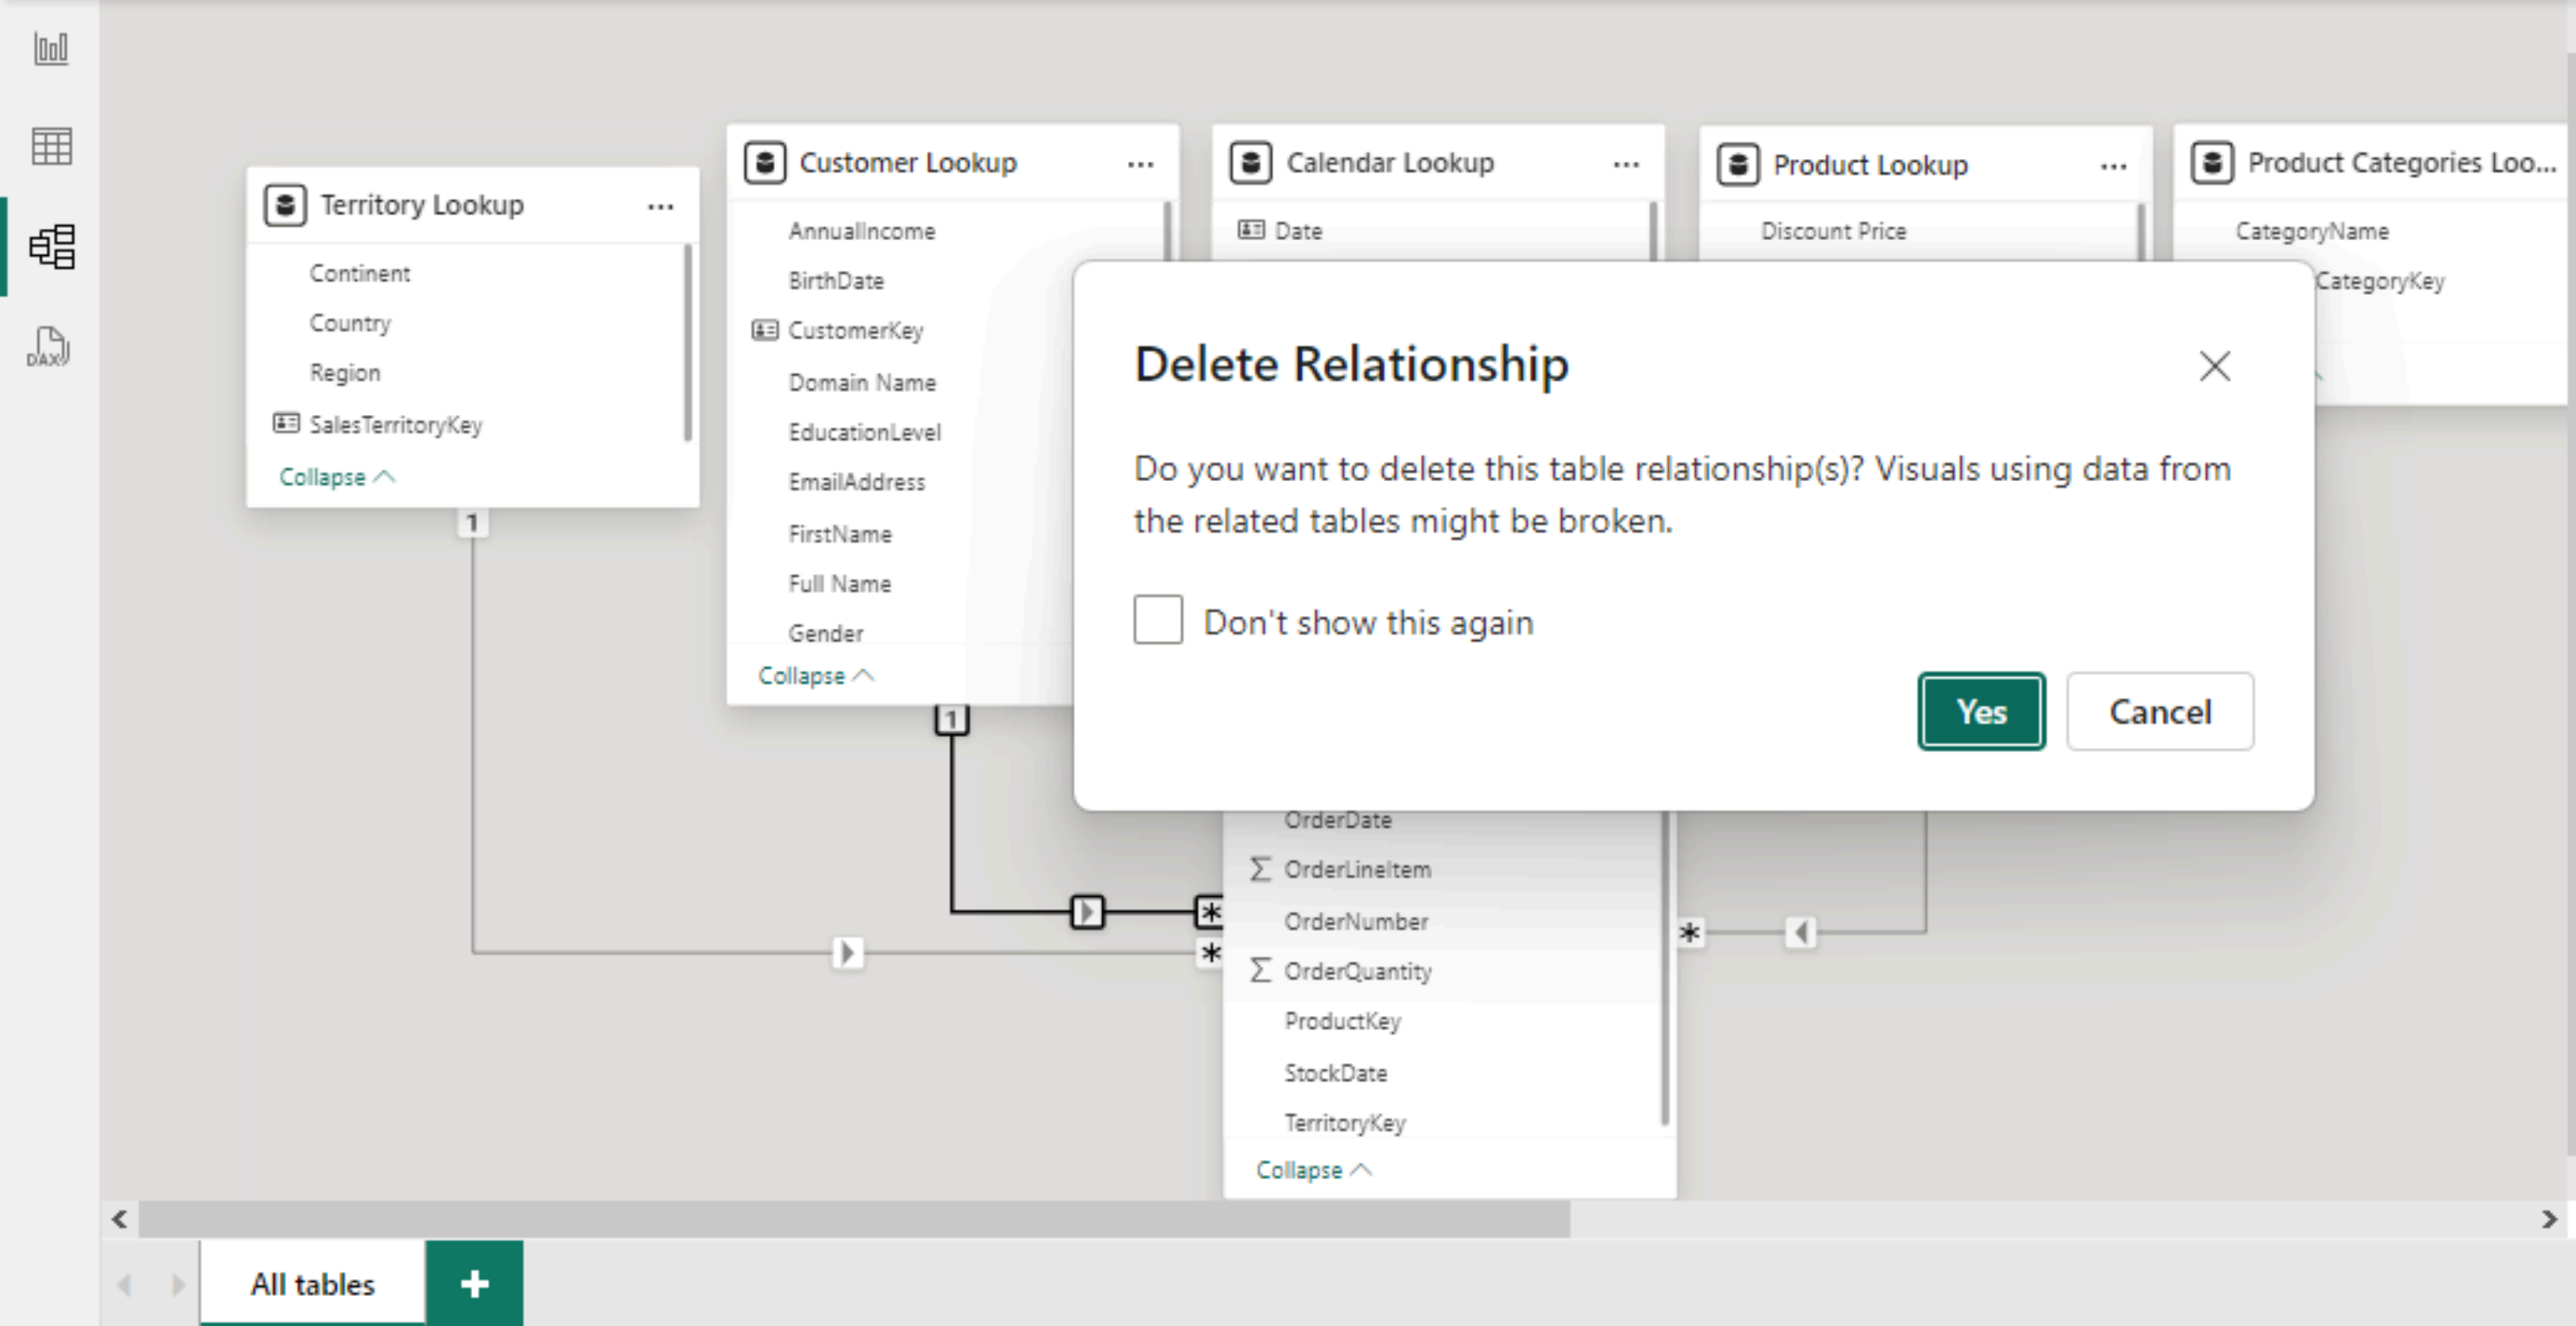 DAX
Territory Lookup
Continent
Country
Region
SalesTerritoryKey
Collapse
1
Customer Lookup
AnnualIncome
BirthDate
CustomerKey
Domain Name
EducationLevel
EmailAddress
FirstName
Full Name
Gender
Collapse
1
Calendar Lookup
Date
Product Lookup
Discount Price
Product Categories Loo...
CategoryName
CategoryKey
Delete Relationship
Do you want to delete this table relationship(s)? Visuals using data from
the related tables might be broken.
Don't show this again
Yes
Cancel
OrderDate
Σ OrderLineItem
OrderNumber
Σ OrderQuantity
ProductKey
StockDate
TerritoryKey
Collapse
*
*
*
All tables
+